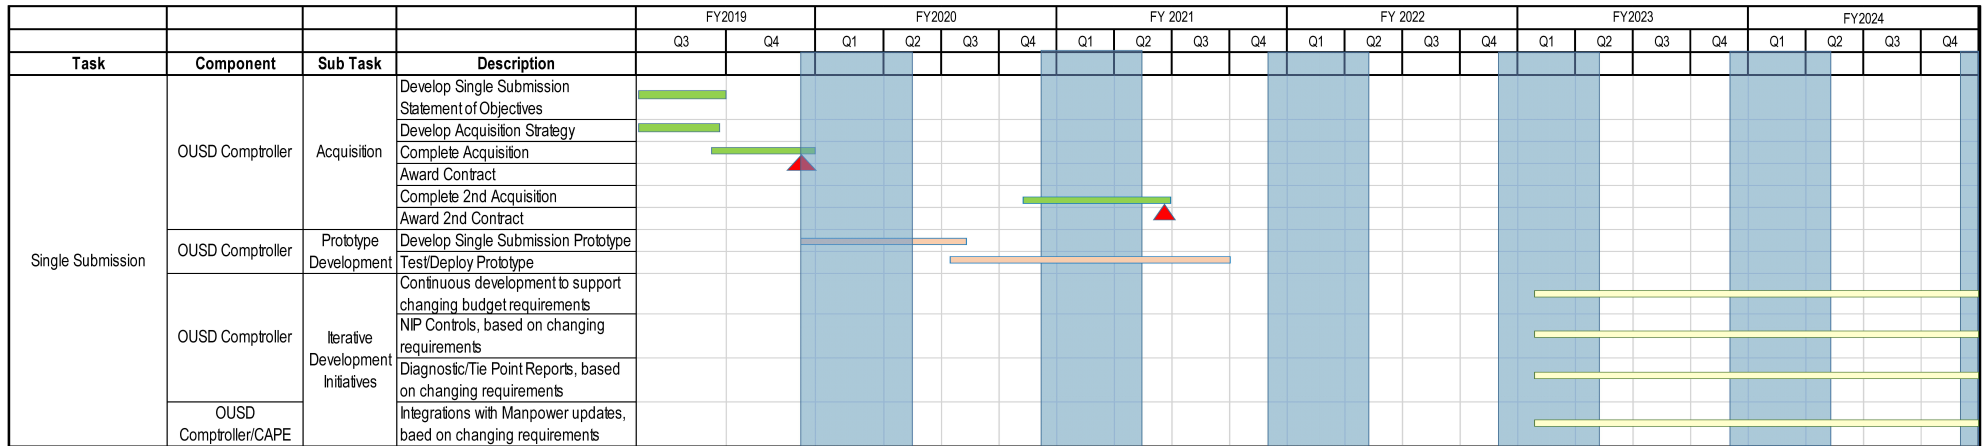 FY2019 FY2020 FY 2021 FY 2022 FY2023 FY2024
Q3 Q4 Q1 Q2 Q3 Q4 Q1 Q2 Q3 Q4 Q1 Q2 Q3 Q4 Q1 Q2 Q3 Q4 Q1 Q2 Q3 Q4
Task Component Sub Task Description
Single Submission
OUSD Comptroller
Acquisition
Develop Single Submission
Statement of Objectives
Develop Acquisition Strategy
Complete Acquisition
Award Contract
Complete 2nd Acquisition
Award 2nd Contract
OUSD Comptroller
Prototype
Development
Develop Single Submission Prototype
Test/Deploy Prototype
OUSD Comptroller
Iterative
Development
Initiatives
Continuous development to support
changing budget requirements
NIP Controls, based on changing
requirements
Diagnostic/Tie Point Reports, based
on changing requirements
OUSD
Comptroller/CAPE
Integrations with Manpower updates,
baed on changing requirements